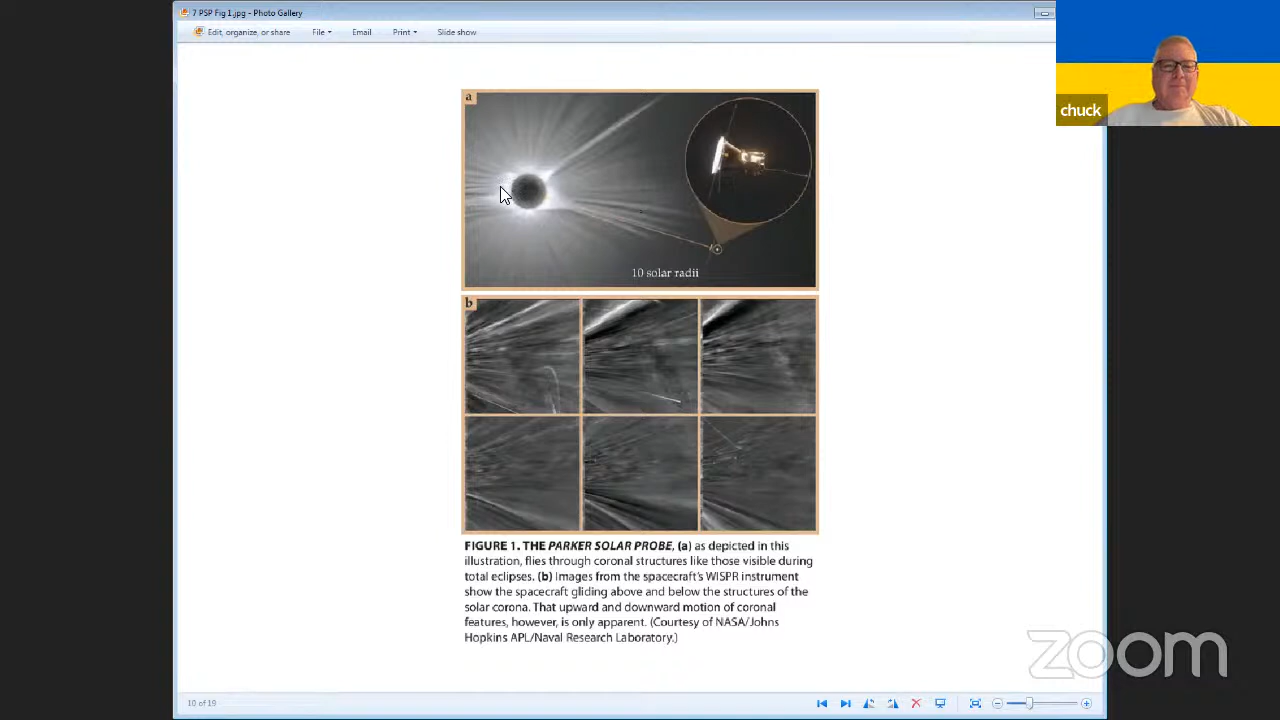 7 PSP Fig 1.jpg - Photo Gallery
Edit, organize, or share File Email Print Slide show
chuck
a
10 solar radii
b
FIGURE 1. THE PARKER SOLAR PROBE, (a) as depicted in this
illustration, flies through coronal structures like those visible during
total eclipses. (b) Images from the spacecraft's WISPR instrument
show the spacecraft gliding above and below the structures of the
solar corona. That upward and downward motion of coronal
features, however, is only apparent. (Courtesy of NASA/Johns
Hopkins APL/Naval Research Laboratory.)
zoom
10 of 19